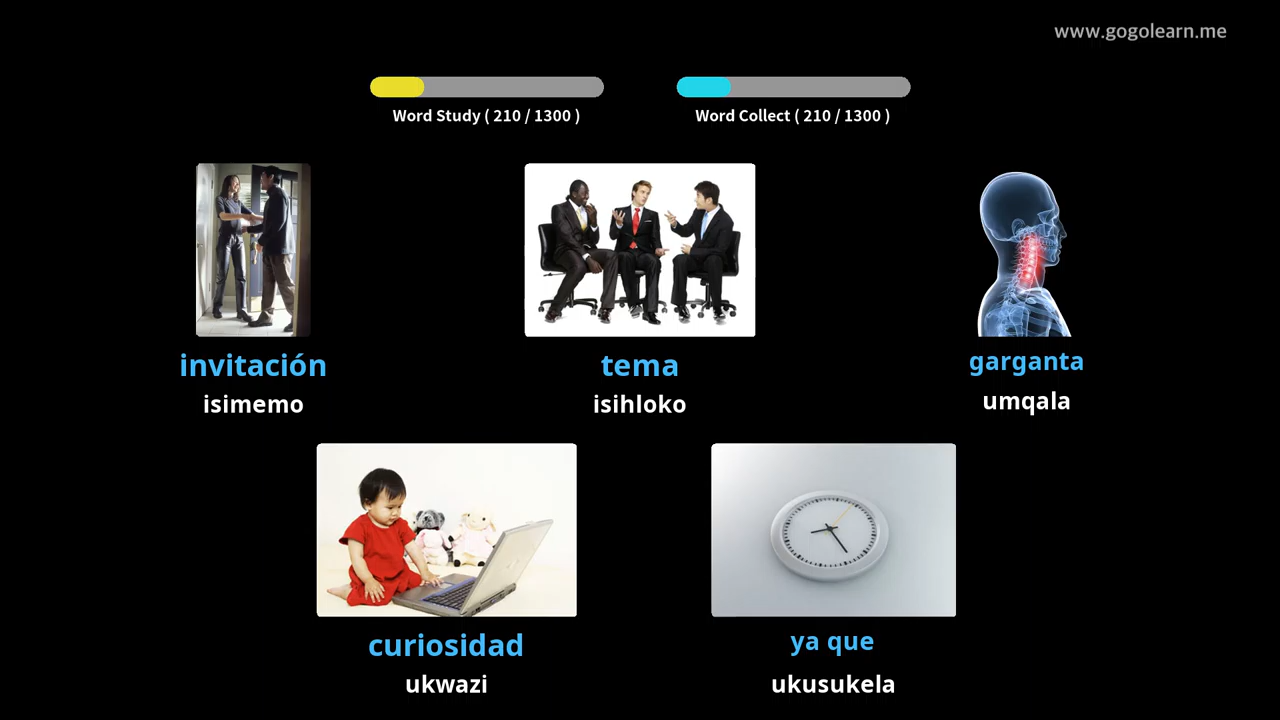 www.gogolearn.me
Word Study ( 210 / 1300 )
Word Collect ( 210 / 1300 )
invitación
isimemo
tema
isihloko
garganta
umqala
curiosidad
ukwazi
ya que
ukusukela